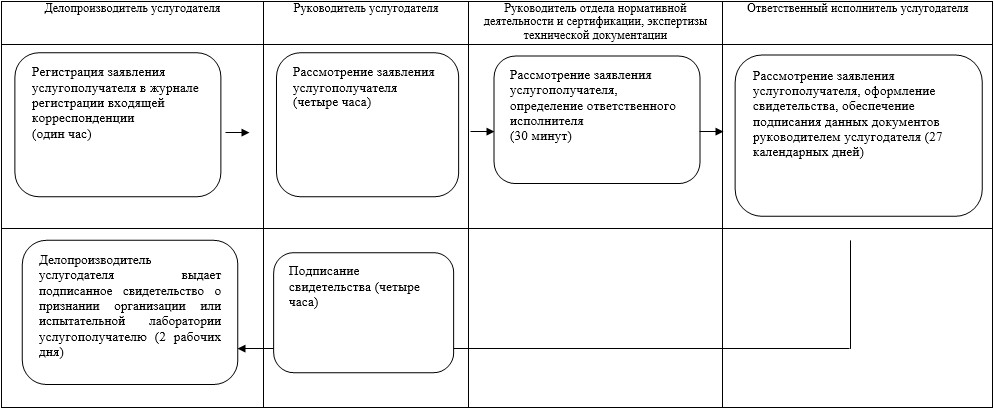 Делопроизводитель услугодателя
Руководитель услугодателя
Руководитель отдела нормативной
деятельности и сертификации, экспертизы
технической документации
Ответственный исполнитель услугодателя
Регистрация заявления
услугополучателя в журнале
регистрации входящей
корреспонденции
(один час)
Рассмотрение заявления
услугополучателя
(четыре часа)
Рассмотрение заявления
услугополучателя,
определение ответственного
исполнителя
(30 минут)
Рассмотрение заявления
услугополучателя, оформление
свидетельства, обеспечение
подписания данных документов
руководителем услугодателя (27
календарных дней)
Делопроизводитель
услугодателя выдает
подписанное свидетельство о
признании организации или
испытательной лаборатории
услугополучателю (2 рабочих
дня)
Подписание
свидетельства (четыре
часа)